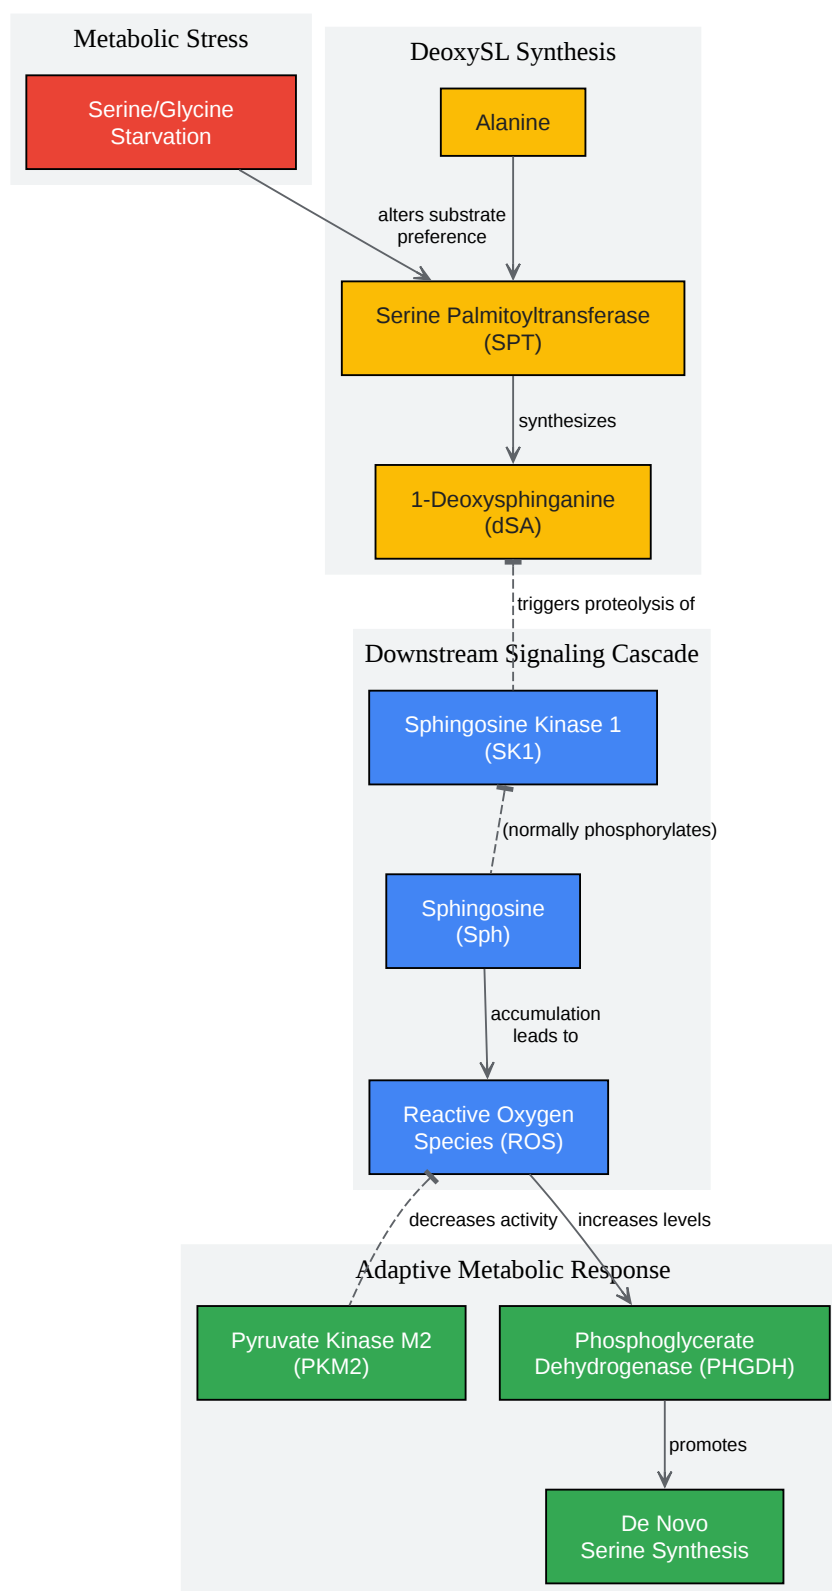 Metabolic Stress
Serine/Glycine
Starvation
DeoxySL Synthesis
Alanine
alters substrate
preference
Serine Palmitoyltransferase
(SPT)
synthesizes
1-Deoxysphinganine
(dSA)
triggers proteolysis of
Downstream Signaling Cascade
Sphingosine Kinase 1
(SK1)
(normally phosphorylates)
Sphingosine
(Sph)
accumulation
leads to
Reactive Oxygen
Species (ROS)
decreases activity
increases levels
Adaptive Metabolic Response
Pyruvate Kinase M2
(PKM2)
Phosphoglycerate
Dehydrogenase (PHGDH)
promotes
De Novo
Serine Synthesis